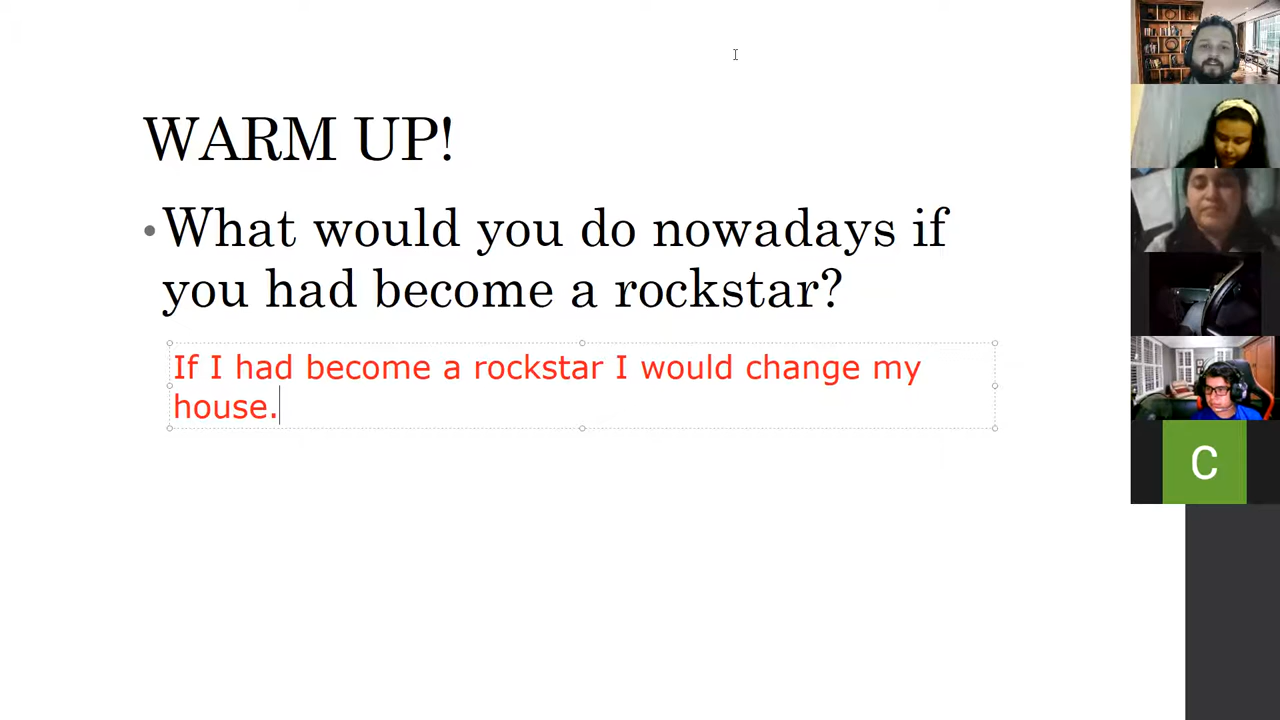 WARM UP!
•What would you do nowadays if
you had become a rockstar?
If I had become a rockstar I would change my
house.
C